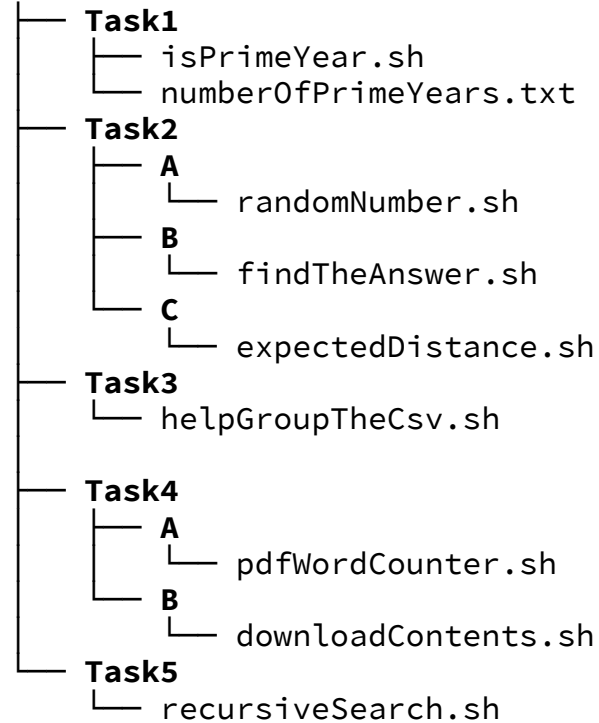 Task1
isPrimeYear.sh
numberOfPrimeYears.txt
Task2
A
randomNumber.sh
B
findTheAnswer.sh
C
expectedDistance.sh
Task3
helpGroupTheCsv.sh
Task4
A
pdfWordCounter.sh
B
downloadContents.sh
Task5
recursiveSearch.sh